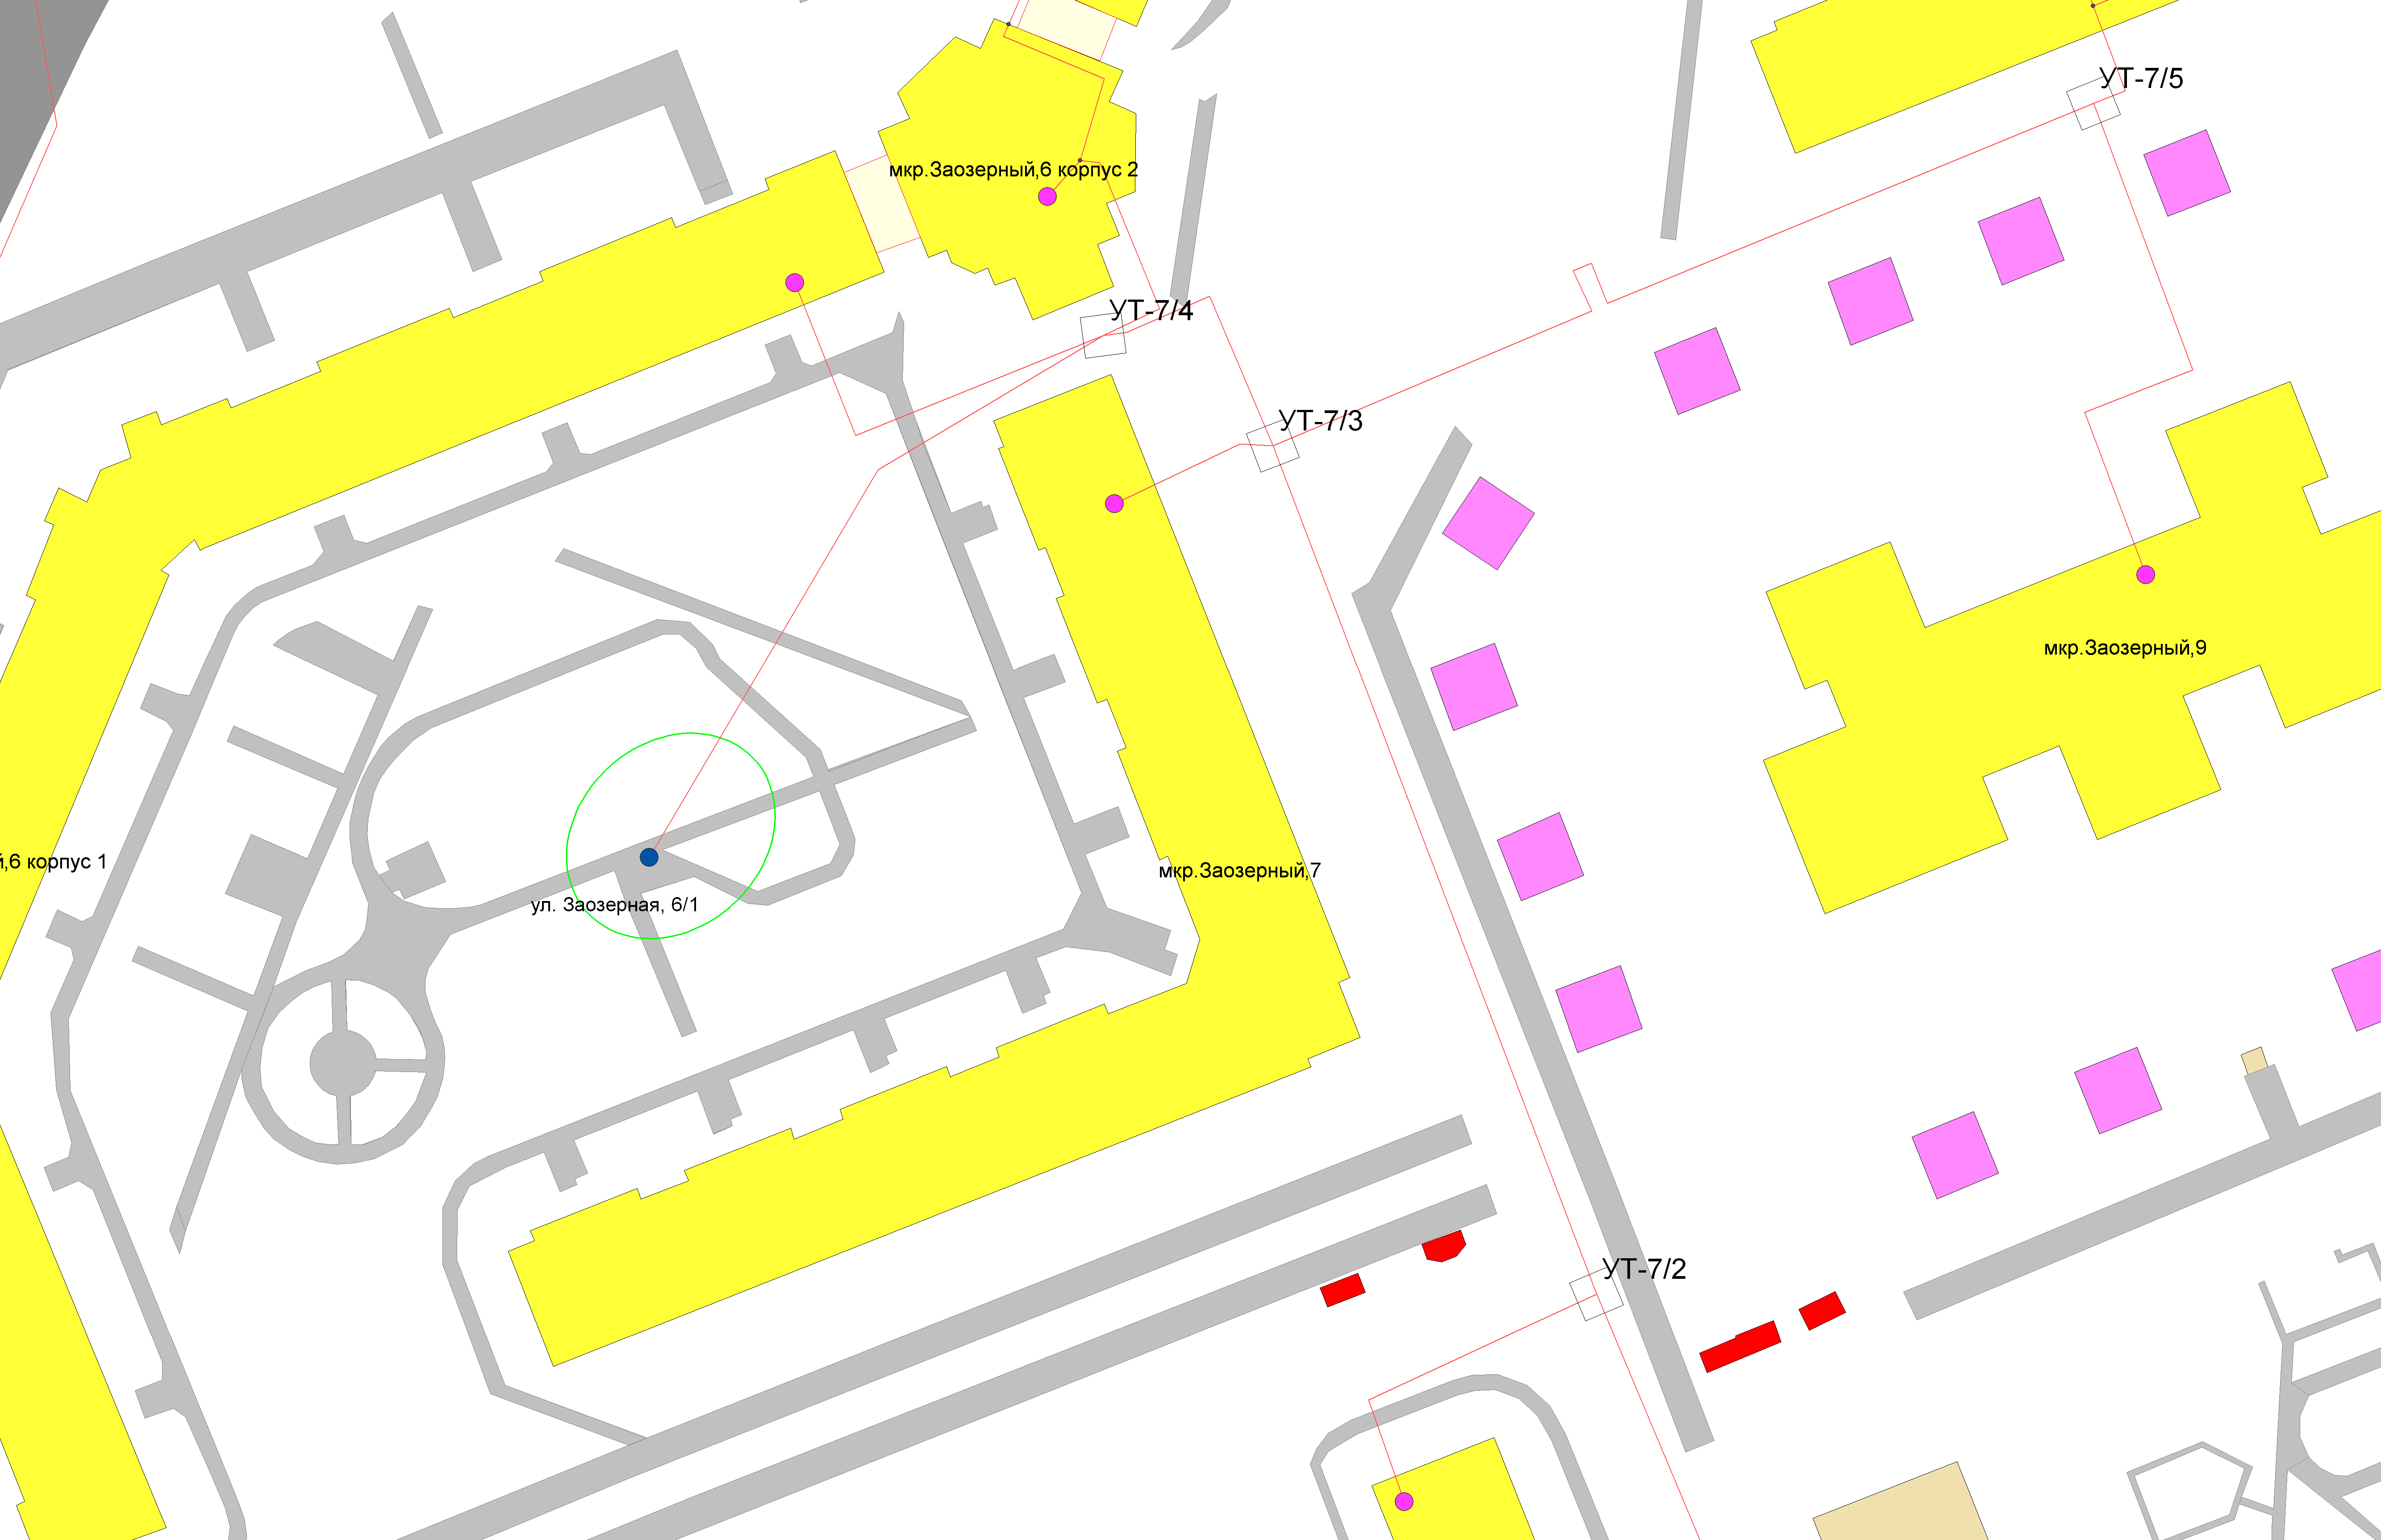 УТ-7/5
мкр.Заозерный,6 корпус 2
УТ-7/4
УТ-7/3
мкр.Заозерный,9
й,6 корпус 1
мкр.Заозерный,7
ул. Заозерная, 6/1
УТ-7/2